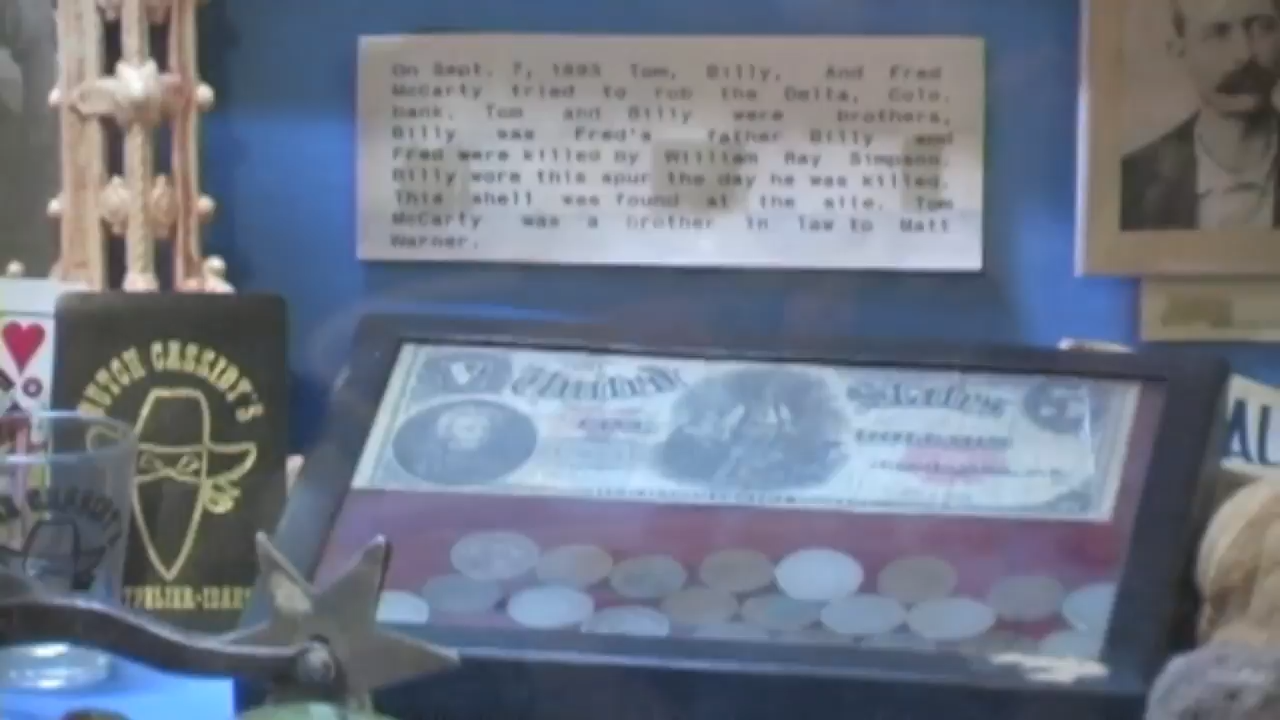 On Sept. 7, 1893 Tom, Billy, And Fred
McCarty tried to rob the Delta, Colo.
bank. Tom and Billy were brothers,
Billy was Fred's father Billy and
Fred were killed by William Ray Simpson.
Billy wore this spur the day he was killed.
This shell was found at the site. Tom
McCarty was a brother in law to Matt
Warner.
BUTCH CASSIDY'S
United States
AL